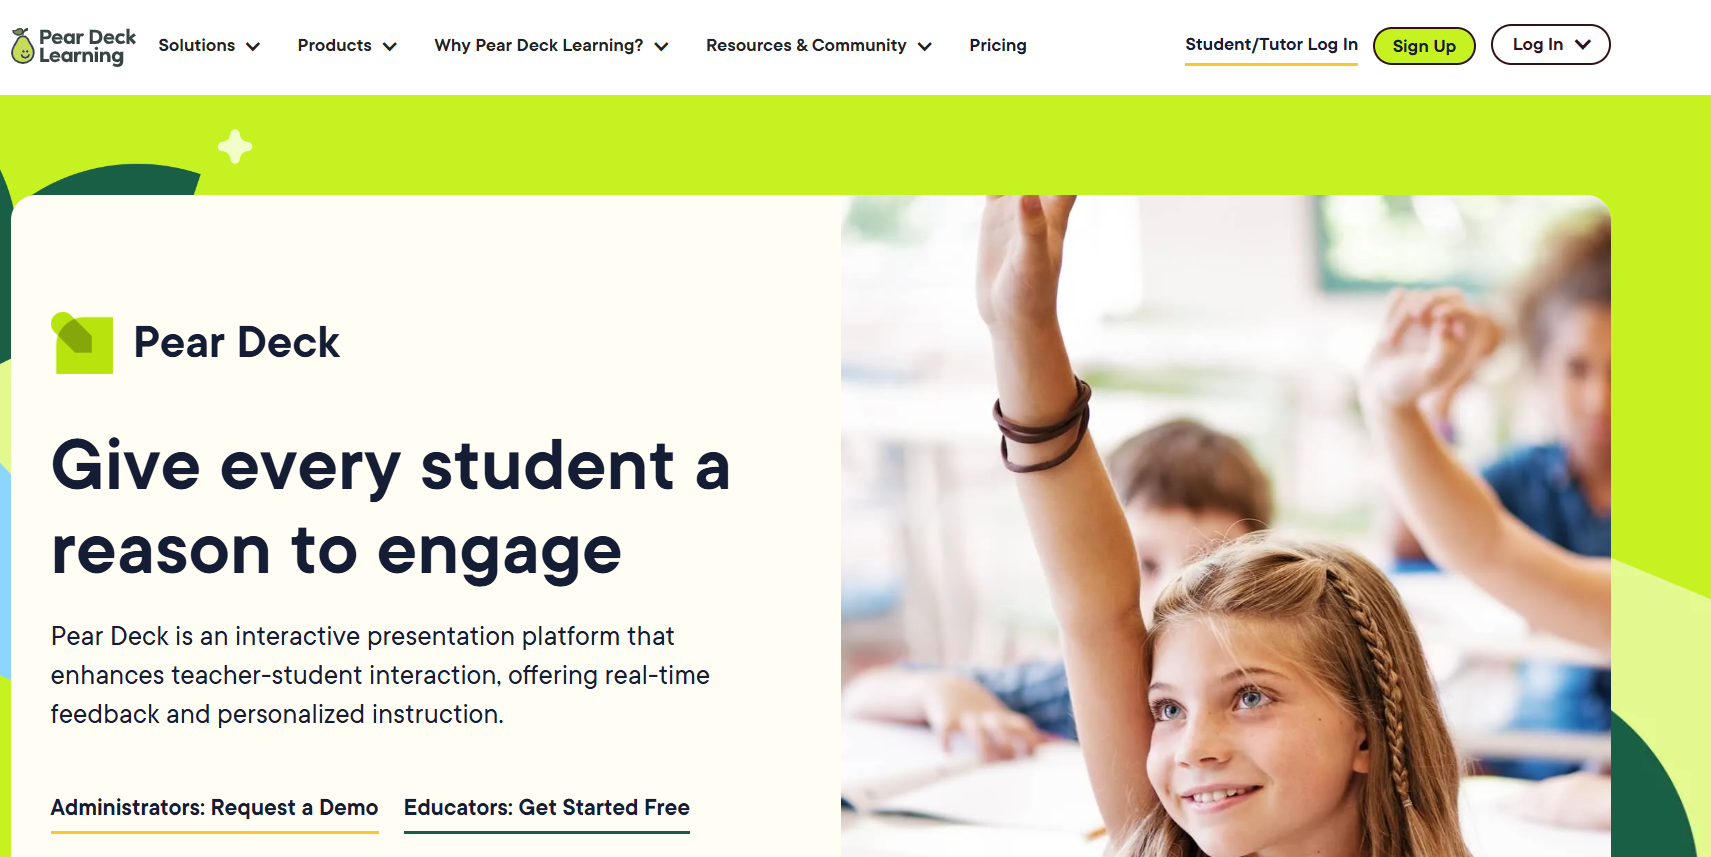 Pear Deck
Learning
Solutions
Products
Why Pear Deck Learning?
Resources & Community
Pricing
Student/Tutor Log In
Sign Up
Log In
Pear Deck
Give every student a
reason to engage
Pear Deck is an interactive presentation platform that
enhances teacher-student interaction, offering real-time
feedback and personalized instruction.
Administrators: Request a Demo
Educators: Get Started Free